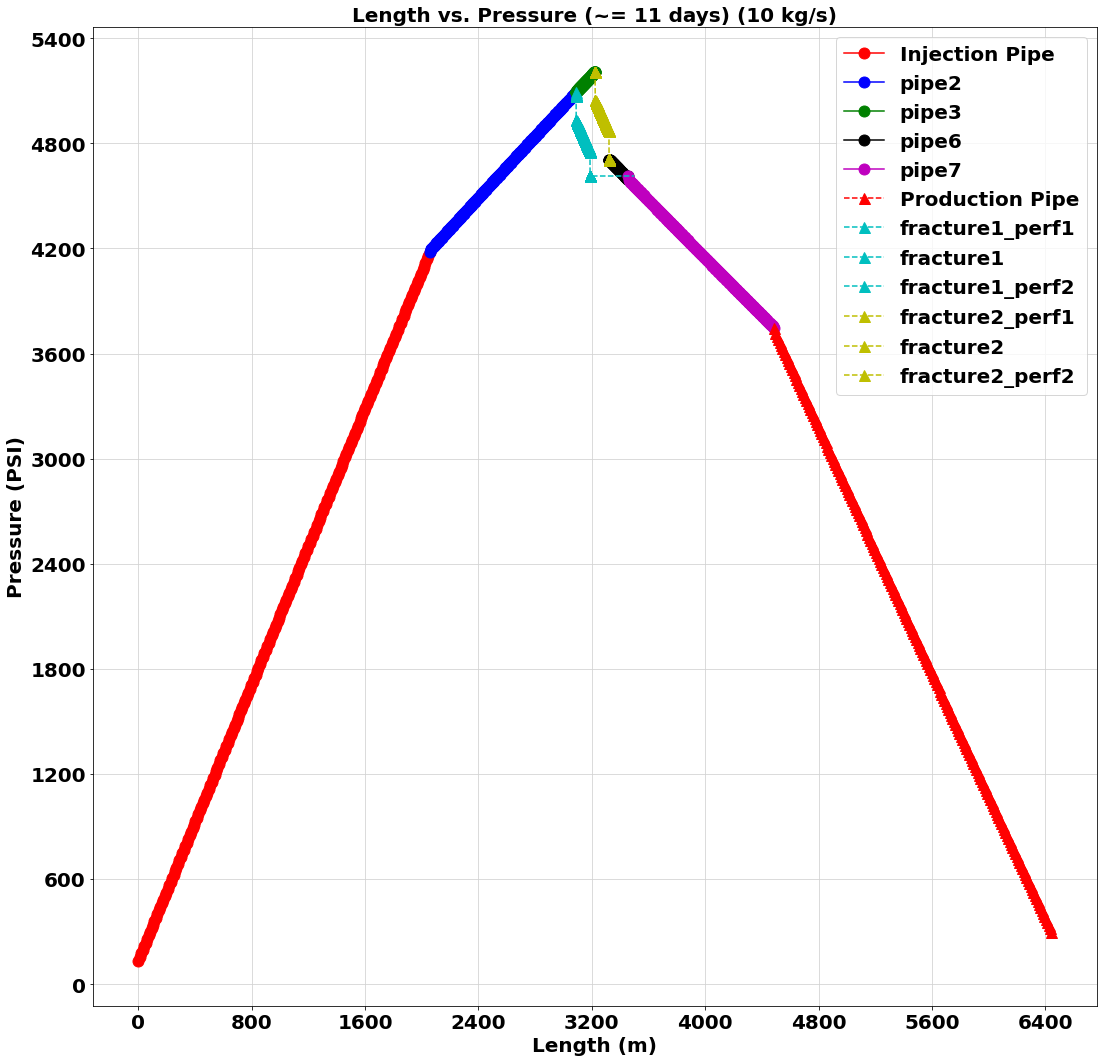 Length vs. Pressure (~= 11 days) (10 kg/s)
5400
4800
4200
3600
3000
2400
1800
1200
600
0
Pressure (PSI)
Injection Pipe
pipe2
pipe3
pipe6
pipe7
Production Pipe
fracture1_perf1
fracture1
fracture1_perf2
fracture2_perf1
fracture2
fracture2_perf2
0 800 1600 2400 3200 4000 4800 5600 6400
Length (m)